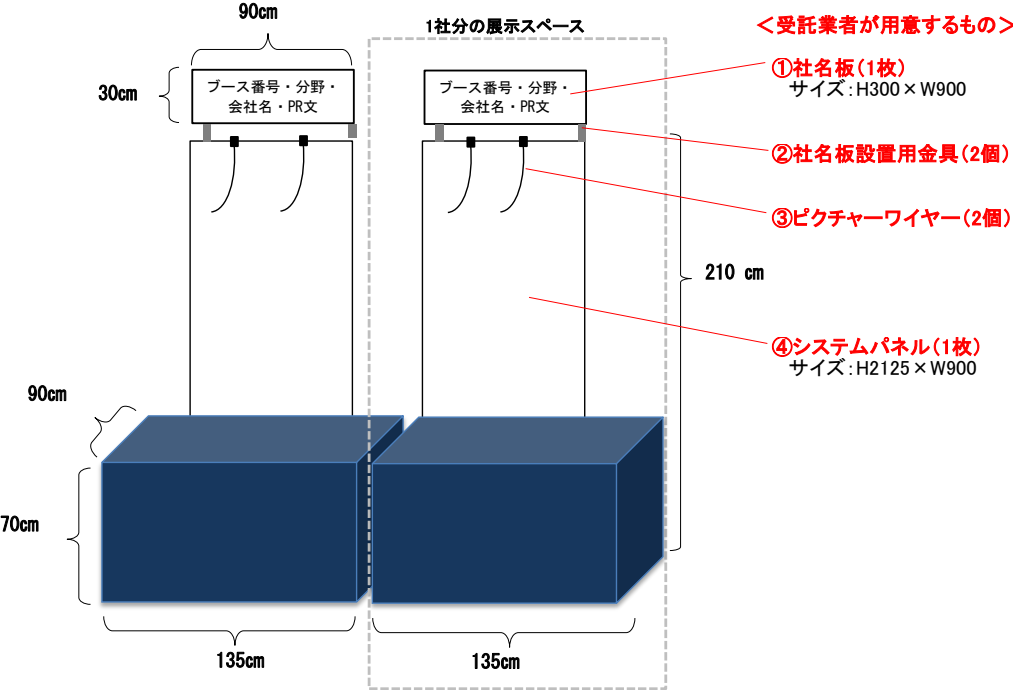 90cm
1社分の展示スペース
＜受託業者が用意するもの＞
30cm
ブース番号・分野・
会社名・PR文
ブース番号・分野・
会社名・PR文
①社名板（1枚）
サイズ：H300×W900
②社名板設置用金具（2個）
③ピクチャーワイヤー（2個）
210 cm
④システムパネル（1枚）
サイズ：H2125×W900
90cm
70cm
135cm
135cm